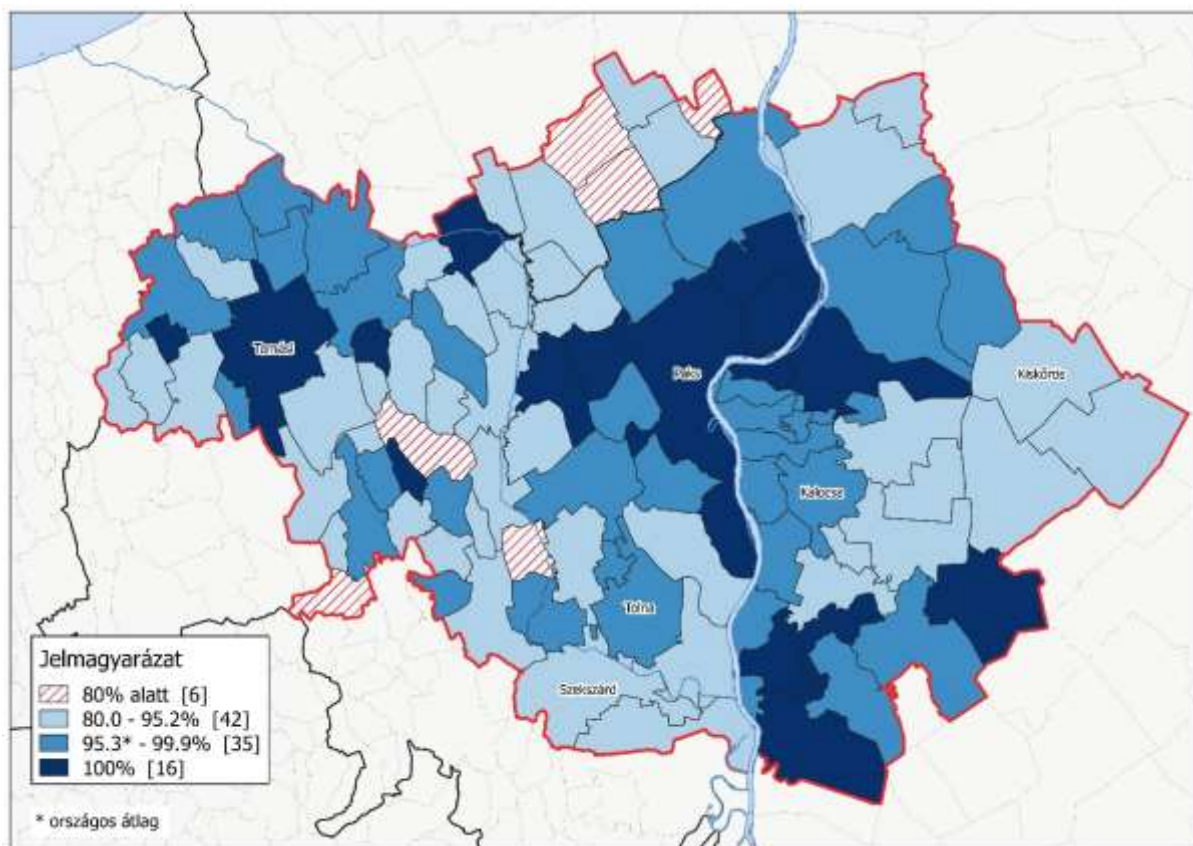 Tamási
Paks
Kiskőrös
Kalocsa
Tolna
Szekszárd
Jelmagyarázat
80% alatt [6]
80.0 - 95.2% [42]
95.3* - 99.9% [35]
100% [16]
* országos átlag